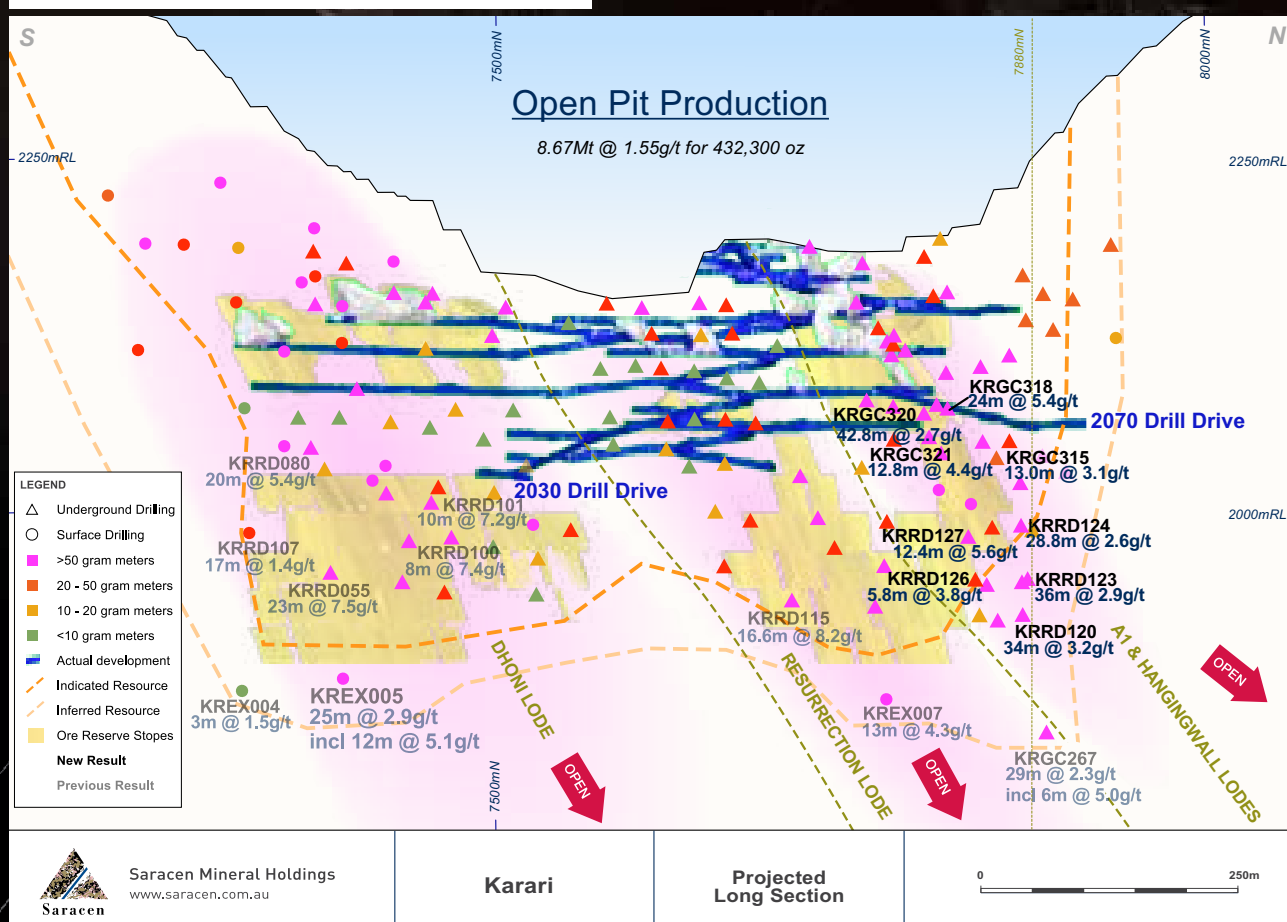 S
7500mN
7880mN
8000mN
N
Open Pit Production
8.67Mt @ 1.55g/t for 432,300 oz
2250mRL
2250mRL
KRGC318
24m @ 5.4g/t
KRGC320
42.8m @ 2.7g/t
2070 Drill Drive
KRGC321
12.8m @ 4.4g/t
KRGC315
13.0m @ 3.1g/t
KRRD080
20m @ 5.4g/t
2030 Drill Drive
KRRD101
10m @ 7.2g/t
2000mRL
KRRD107
17m @ 1.4g/t
KRRD100
8m @ 7.4g/t
KRRD127
12.4m @ 5.6g/t
KRRD124
28.8m @ 2.6g/t
KRRD055
23m @ 7.5g/t
KRRD126
5.8m @ 3.8g/t
KRRD123
36m @ 2.9g/t
KRRD115
16.6m @ 8.2g/t
KRRD120
34m @ 3.2g/t
LEGEND
Underground Drilling
Surface Drilling
>50 gram meters
20 - 50 gram meters
10 - 20 gram meters
<10 gram meters
Actual development
Indicated Resource
Inferred Resource
Ore Reserve Stopes
New Result
Previous Result
KREX004
3m @ 1.5g/t
KREX005
25m @ 2.9g/t
incl 12m @ 5.1g/t
DHONI LODE
RESURRECTION LODE
A1 & HANGINGWALL LODES
KREX007
13m @ 4.3g/t
KRGC267
29m @ 2.3g/t
incl 6m @ 5.0g/t
OPEN
OPEN
OPEN
7500mN
Saracen
Saracen Mineral Holdings
www.saracen.com.au
Karari
Projected
Long Section
0
250m